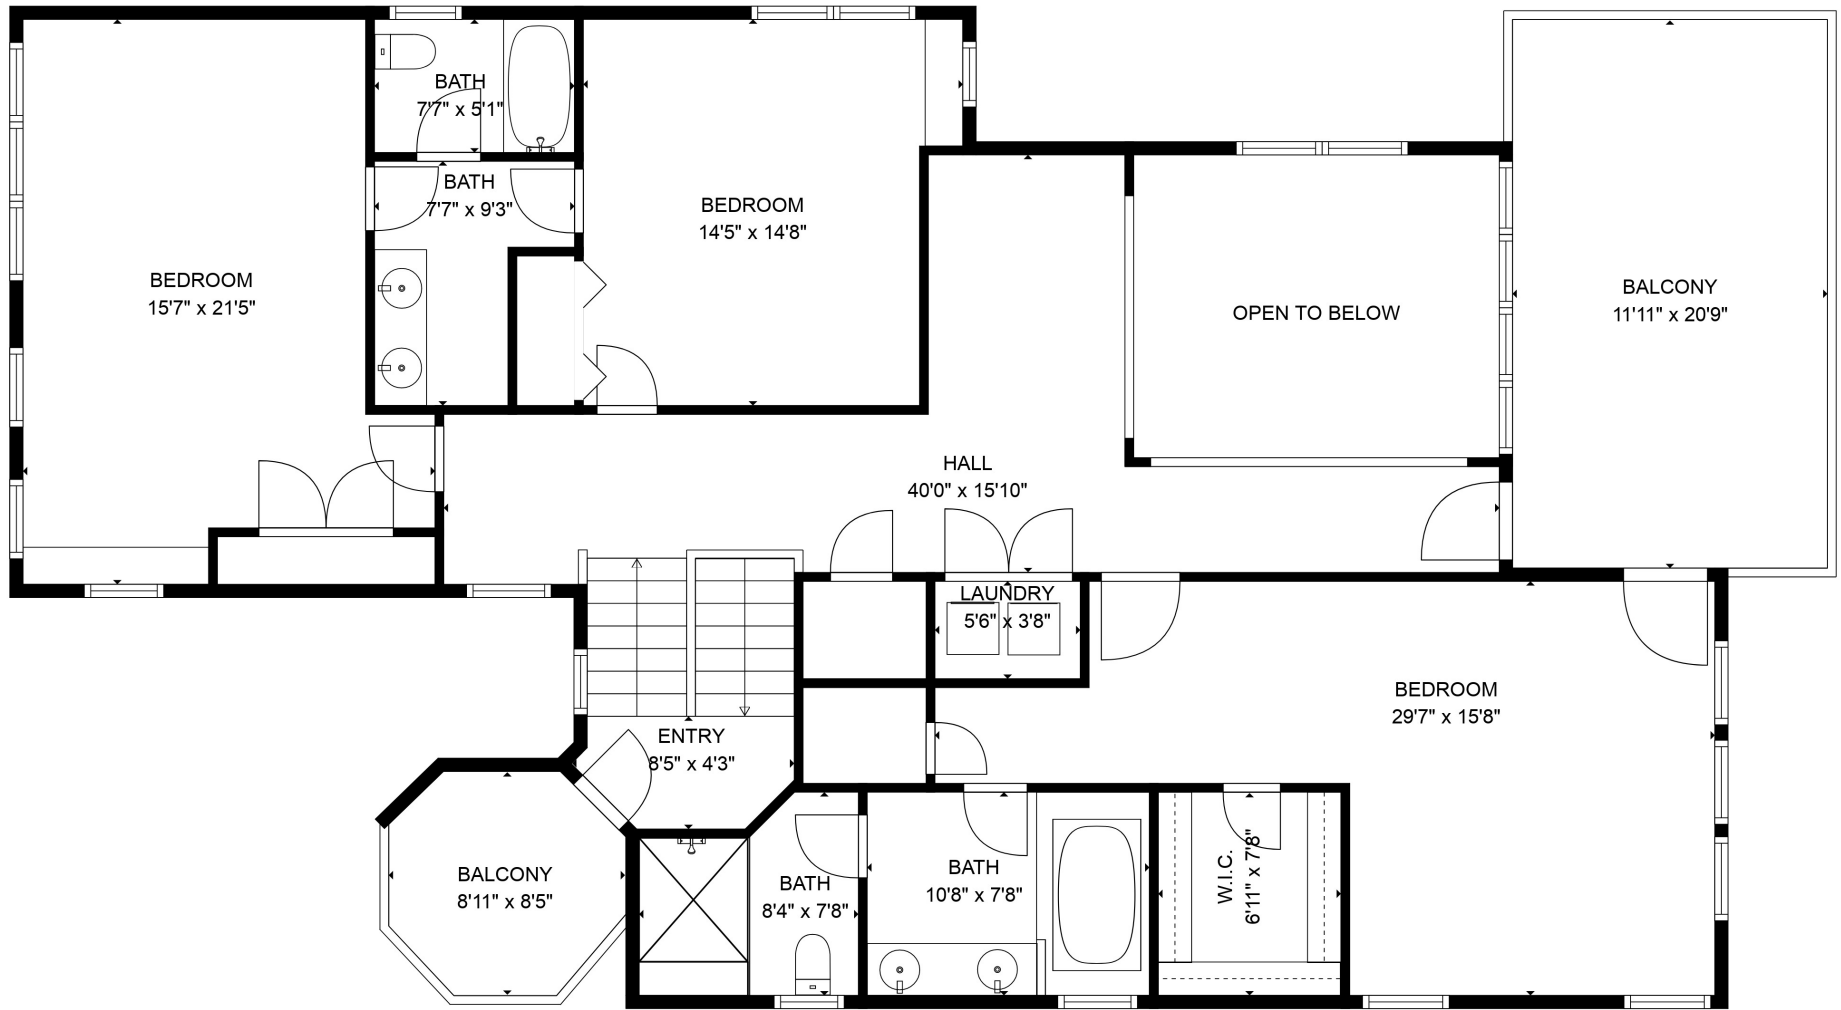 BATH
7'7" x 5'1"
BATH
7'7" x 9'3"
BEDROOM
14'5" x 14'8"
BEDROOM
15'7" x 21'5"
OPEN TO BELOW
BALCONY
11'11" x 20'9"
HALL
40'0" x 15'10"
LAUNDRY
5'6" x 3'8"
BEDROOM
29'7" x 15'8"
ENTRY
8'5" x 4'3"
BALCONY
8'11" x 8'5"
BATH
8'4" x 7'8"
BATH
10'8" x 7'8"
W.I.C.
6'11" x 7'8"